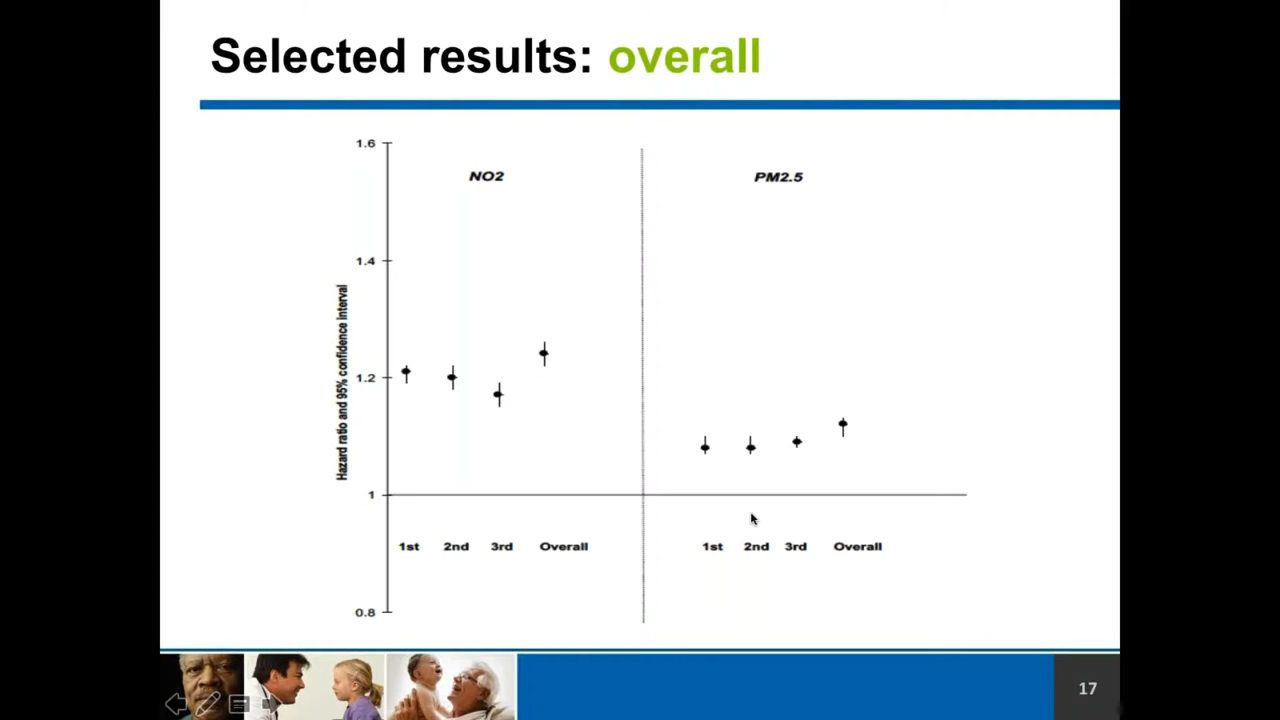 Selected results: overall
1.6
NO2
PM2.5
1.4
Hazard ratio and 95% confidence interval
1.2
1
1st 2nd 3rd Overall 1st 2nd 3rd Overall
0.8
17